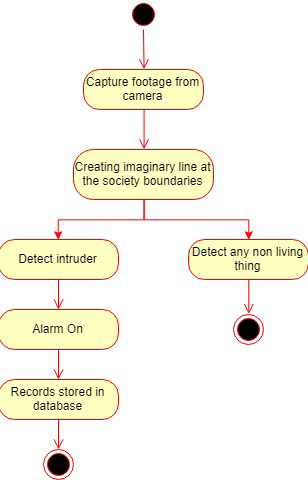 Capture footage from
camera
Creating imaginary line at
the society boundaries
Detect intruder
Detect any non living
thing
Alarm On
Records stored in
database